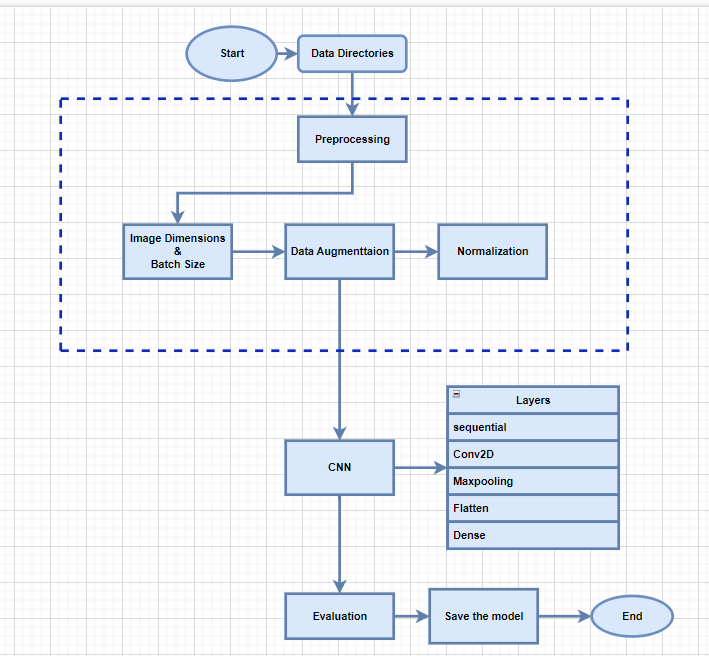 Start
Data Directories
Preprocessing
Image Dimensions
&
Batch Size
Data Augmenttaion
Normalization
Layers
sequential
Conv2D
CNN
Maxpooling
Flatten
Dense
Evaluation
Save the model
End